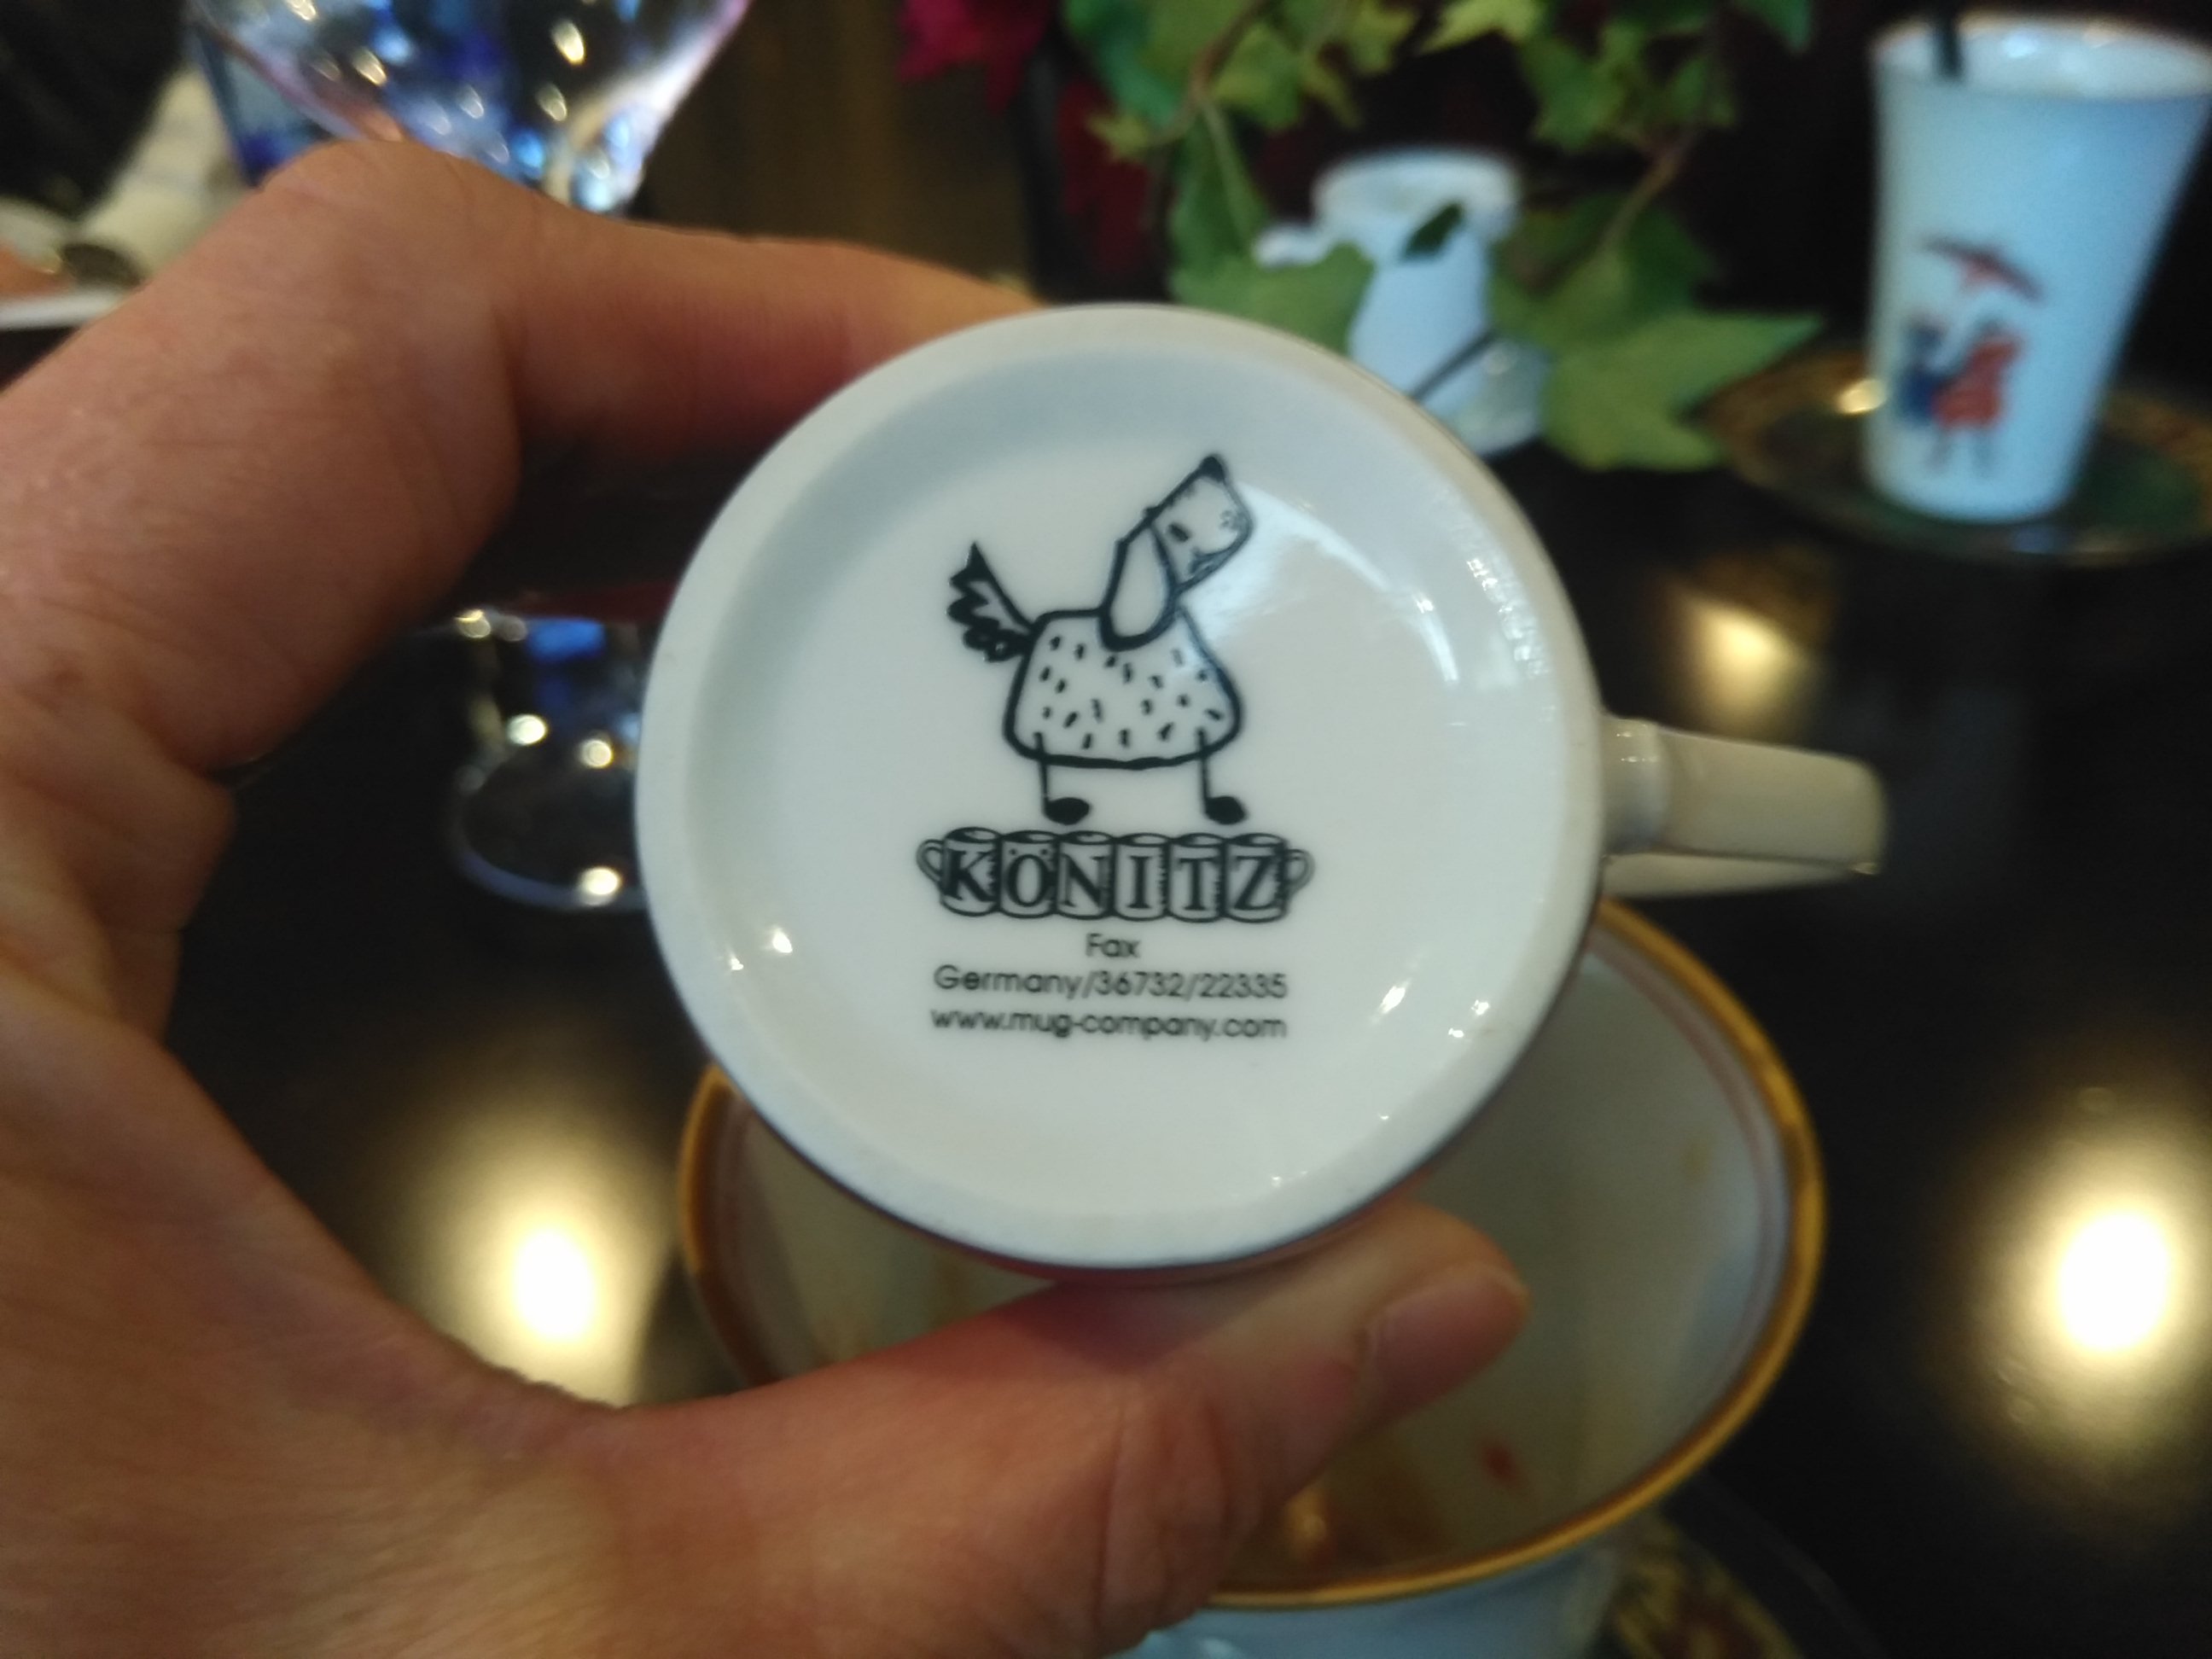 KÖNITZ
Fax
Germany/36732/22335
www.mug-company.com